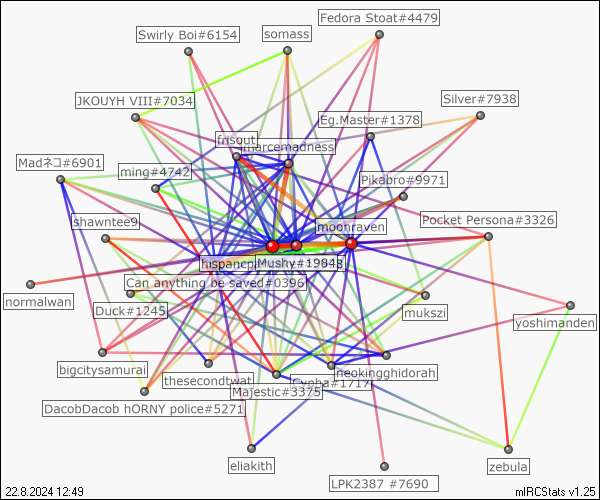 Fedora Stoat#4479
Swirly Boi#6154
somass
JKOUYH VIII#7034
Silver#7938
Eg.Master#1378
frisout
marcemadness
Madネコ#6901
ming#4742
Pikabro#9971
shawntee9
moonraven
Pocket Persona#3326
Mushy#1984
Can anything be saved#0396
normalwan
Duck#1245
mukszi
yoshimanden
bigcitysamurai
thesecondtwat
neokingghidorah
Cypha#1717
Majestic#3375
DacobDacob hORNY police#5271
eliakith
zebula
LPK2387 #7690
22.8.2024 12:49
mIRCStats v1.25